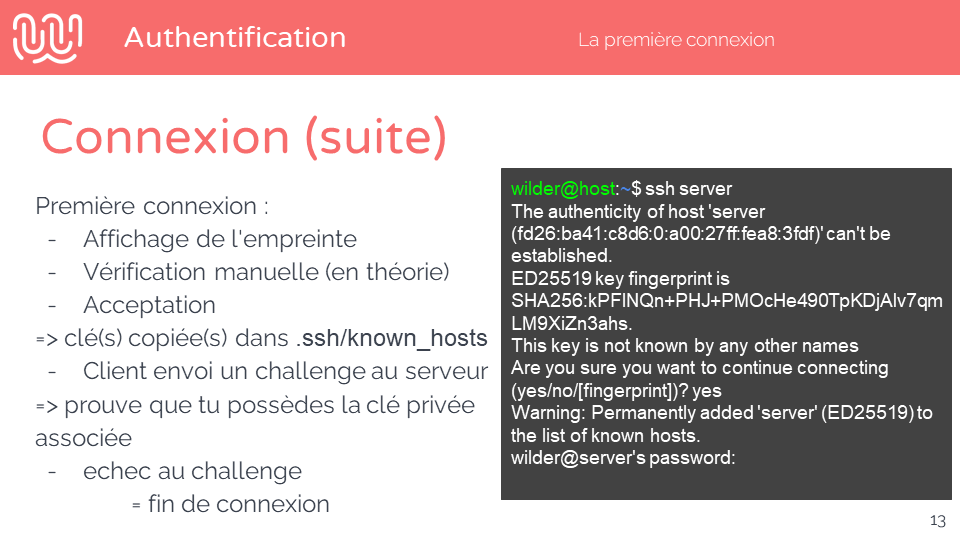 Authentification
La première connexion
Connexion (suite)
Première connexion :
- Affichage de l'empreinte
- Vérification manuelle (en théorie)
- Acceptation
=> clé(s) copiée(s) dans .ssh/known_hosts
- Client envoi un challenge au serveur
=> prouve que tu possèdes la clé privée
associée
- echec au challenge
= fin de connexion
wilder@host:~$ ssh server
The authenticity of host 'server
(fd26:ba41:c8d6:0:a00:27ff:fea8:3fdf)' can't be
established.
ED25519 key fingerprint is
SHA256:kPFlNQn+PHJ+PMOcHe490TpKDjAlv7qm
LM9XiZn3ahs.
This key is not known by any other names
Are you sure you want to continue connecting
(yes/no/[fingerprint])? yes
Warning: Permanently added 'server' (ED25519) to
the list of known hosts.
wilder@server's password:
13